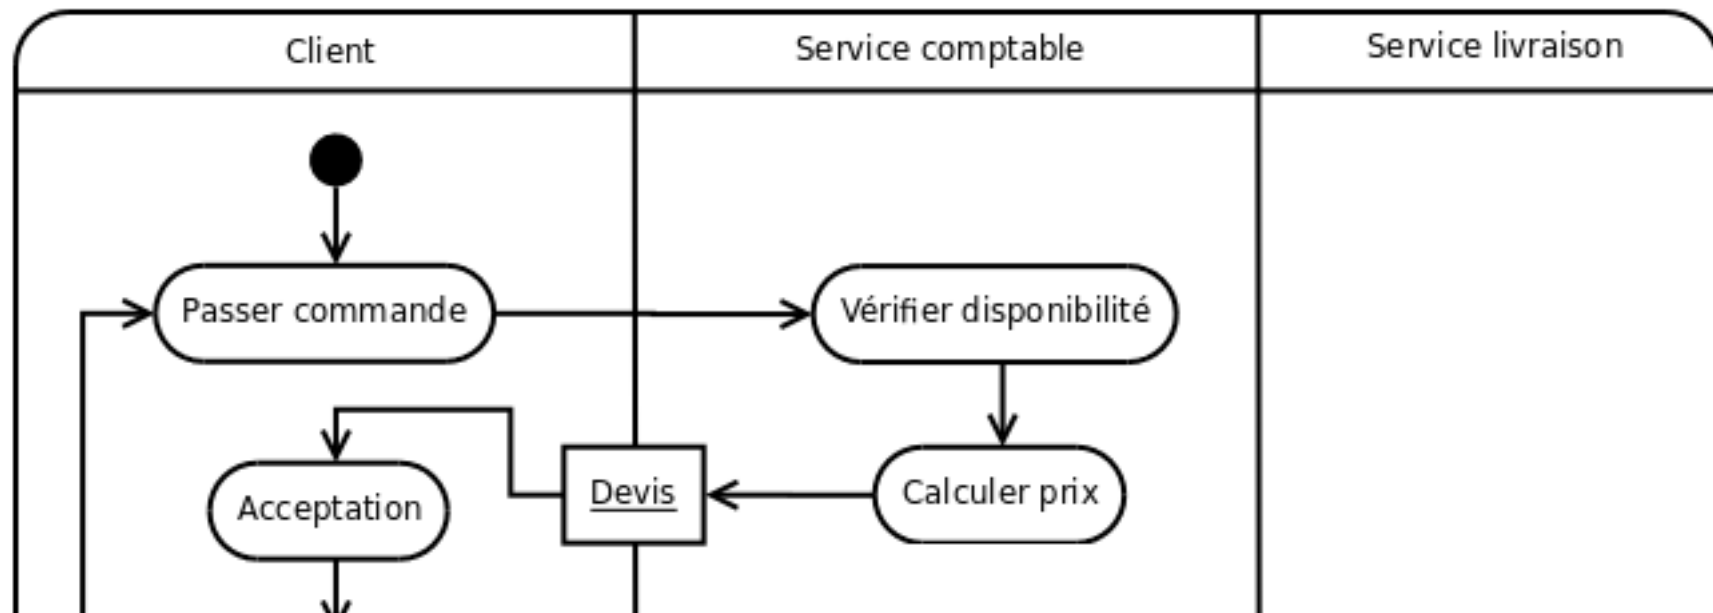 Client
Service comptable
Service livraison
Passer commande
Vérifier disponibilité
Acceptation
Devis
Calculer prix